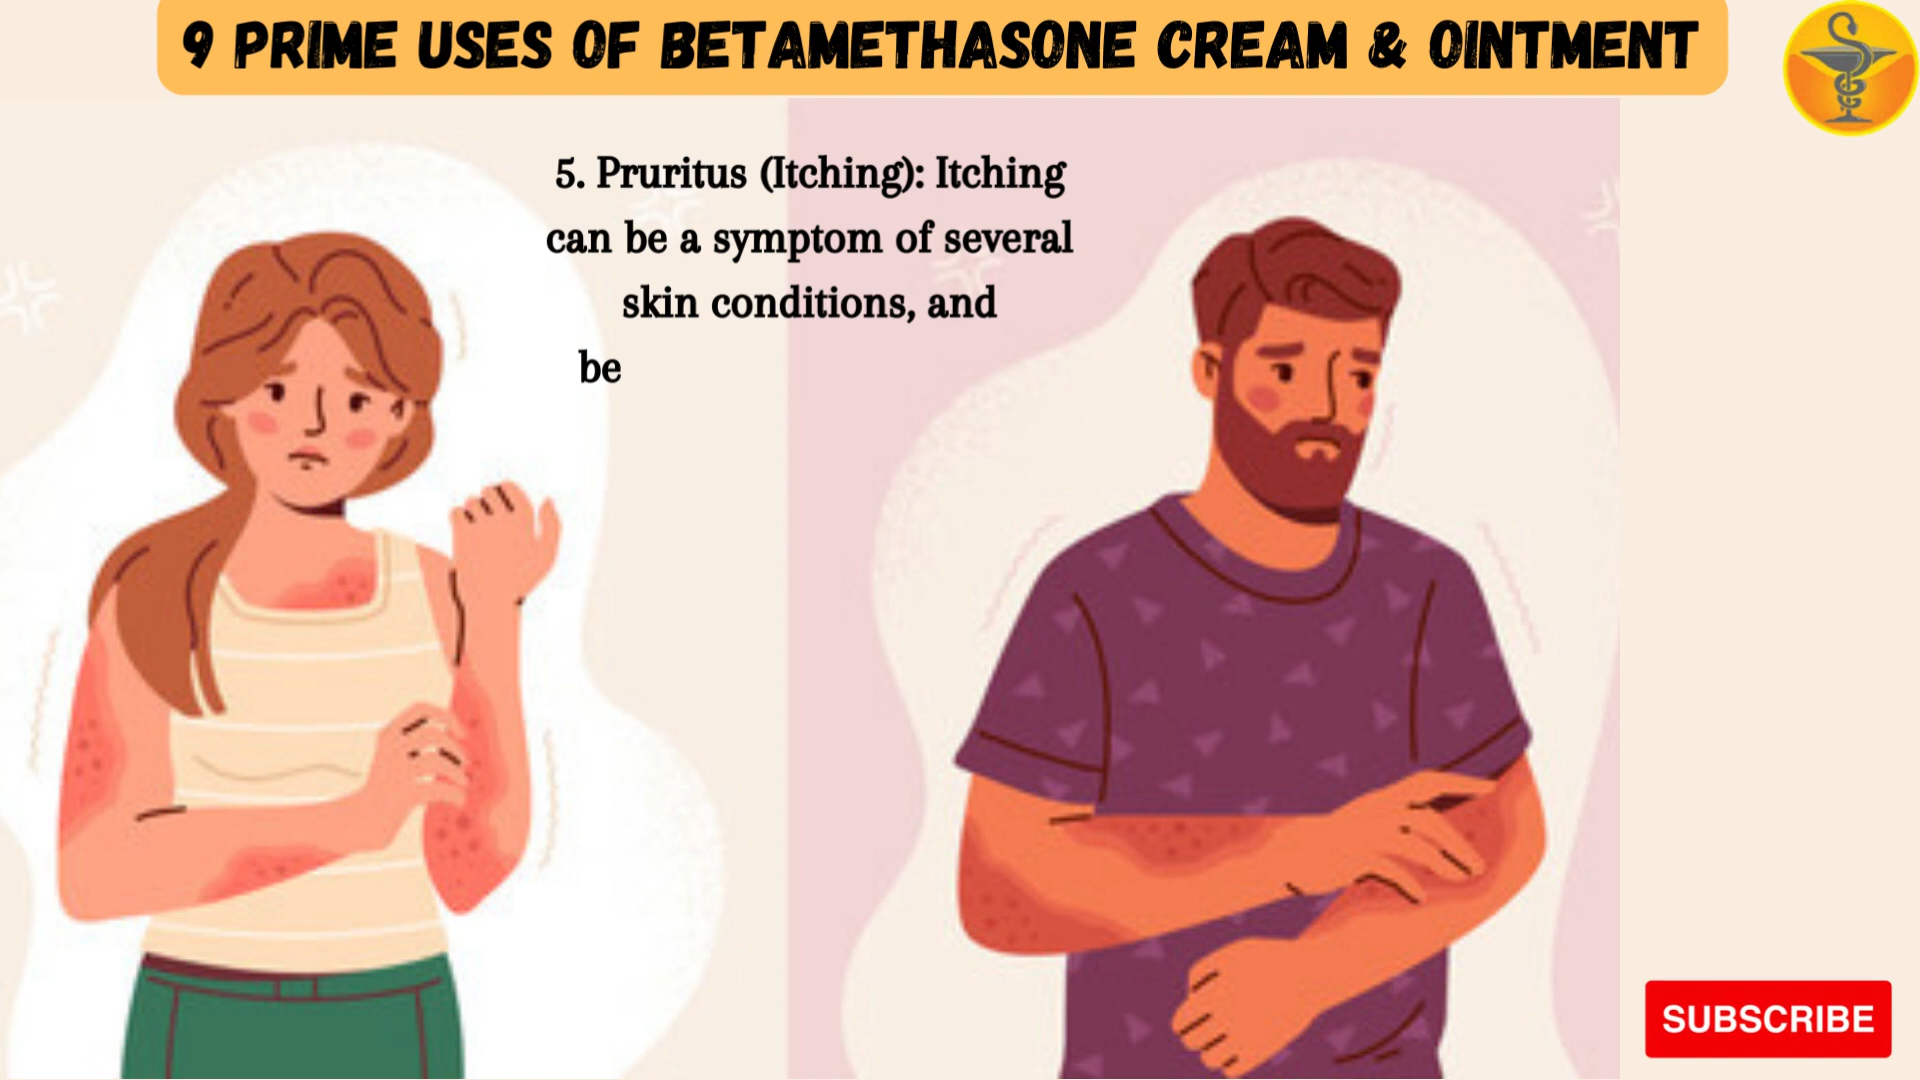 9 PRIME USES OF BETAMETHASONE CREAM & OINTMENT
5. Pruritus (Itching): Itching
can be a symptom of several
skin conditions, and
be
SUBSCRIBE